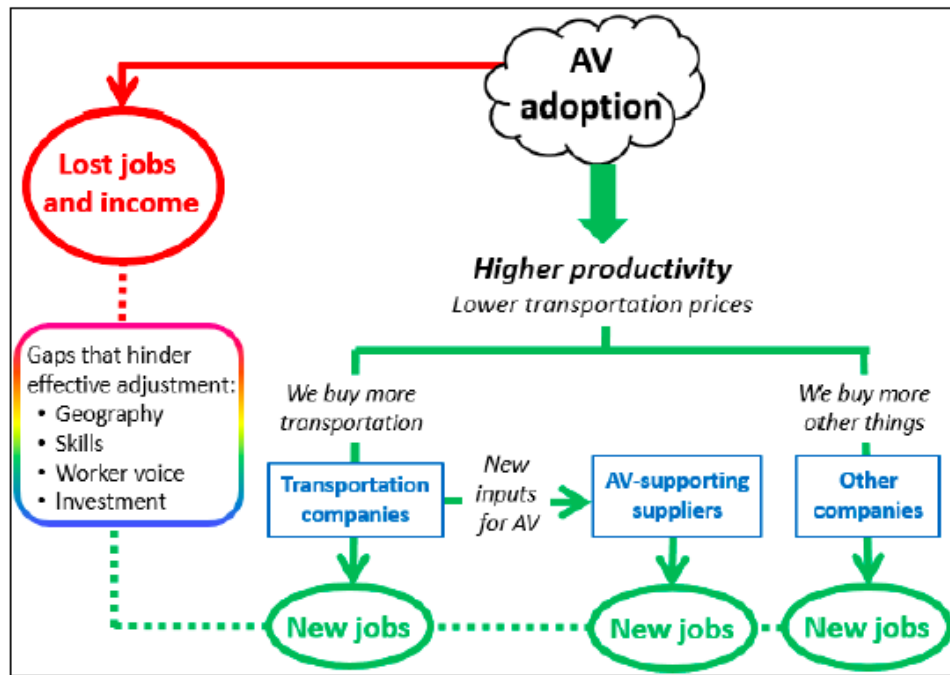 AV
adoption
Lost jobs
and income
Higher productivity
Lower transportation prices
Gaps that hinder
effective adjustment:
• Geography
• Skills
• Worker voice
• Investment
We buy more
transportation
We buy more
other things
Transportation
companies
New
inputs
for AV
AV-supporting
suppliers
Other
companies
New jobs
New jobs
New jobs